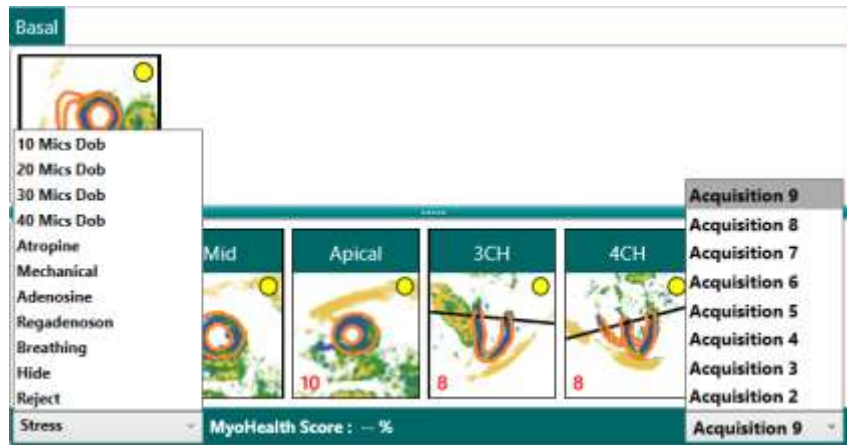 Basal
10 Mics Dob
20 Mics Dob
30 Mics Dob
40 Mics Dob
Atropine
Mechanical
Adenosine
Regadenoson
Breathing
Hide
Reject
Mid
Apical
3CH
4CH
10
8
8
Acquisition 9
Acquisition 8
Acquisition 7
Acquisition 6
Acquisition 5
Acquisition 4
Acquisition 3
Acquisition 2
Stress
MyoHealth Score : -- %
Acquisition 9